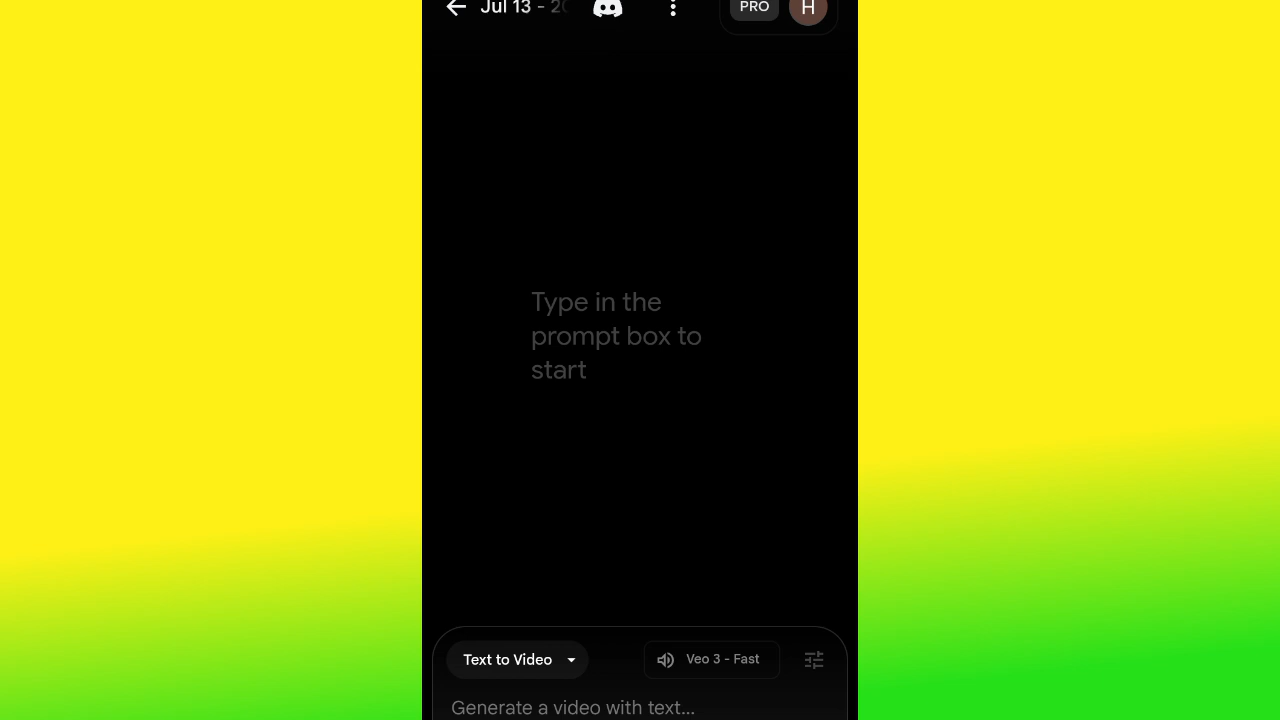 Jul 13 - 20
PRO
H
Type in the
prompt box to
start
Text to Video
Veo 3 - Fast
Generate a video with text...